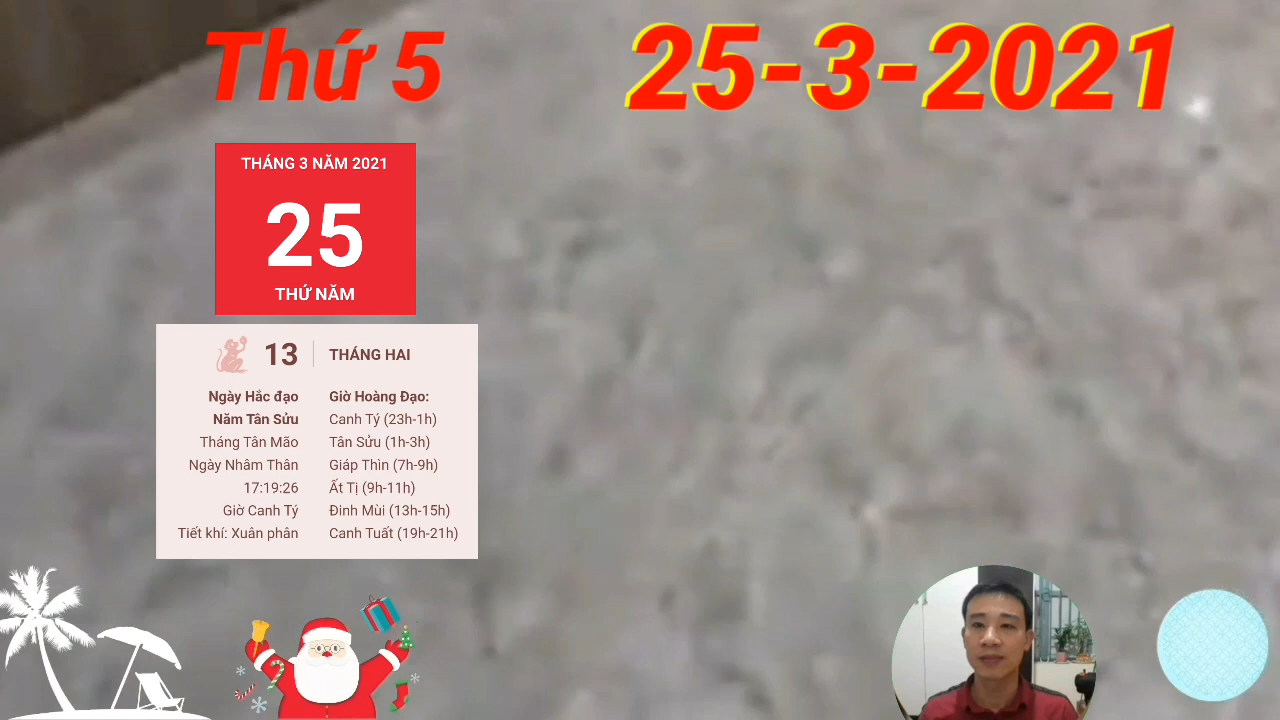 Thứ 5
25-3-2021
THÁNG 3 NĂM 2021
25
THỨ NĂM
13
THÁNG HAI
Ngày Hắc đạo
Năm Tân Sửu
Tháng Tân Mão
Ngày Nhâm Thân
17:19:26
Giờ Canh Tý
Tiết khí: Xuân phân
Giờ Hoàng Đạo:
Canh Tý (23h-1h)
Tân Sửu (1h-3h)
Giáp Thìn (7h-9h)
Ất Tị (9h-11h)
Đinh Mùi (13h-15h)
Canh Tuất (19h-21h)